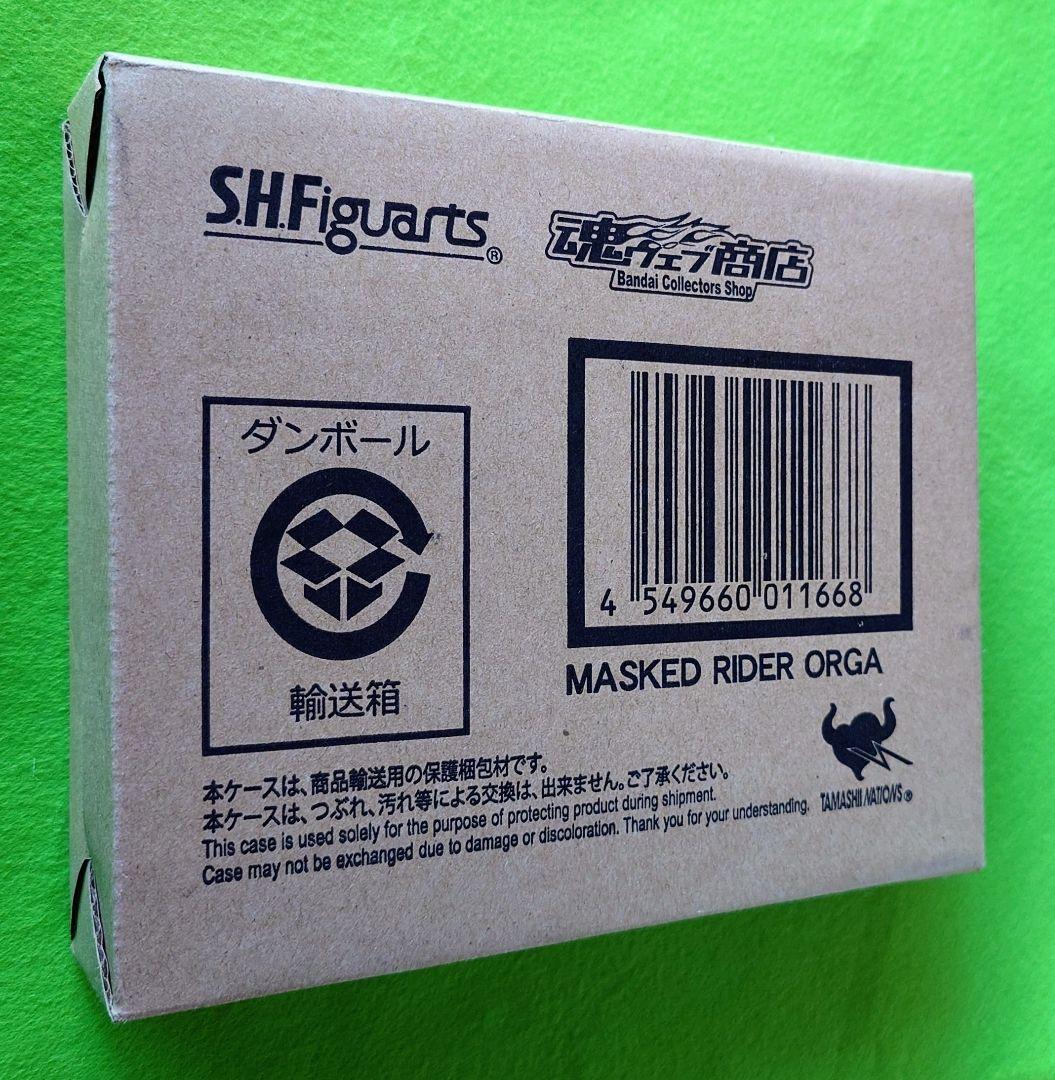 S.H.Figuarts®
魂ウェブ商店
Bandai Collectors Shop
ダンボール
輸送箱
4 549660 011668
MASKED RIDER ORGA
本ケースは、商品輸送用の保護梱包材です。
本ケースは、つぶれ、汚れ等による交換は、出来ません。ご了承ください。
This case is used solely for the purpose of protecting product during shipment.
Case may not be exchanged due to damage or discoloration. Thank you for your understanding.
TAMASHII NATIONS®